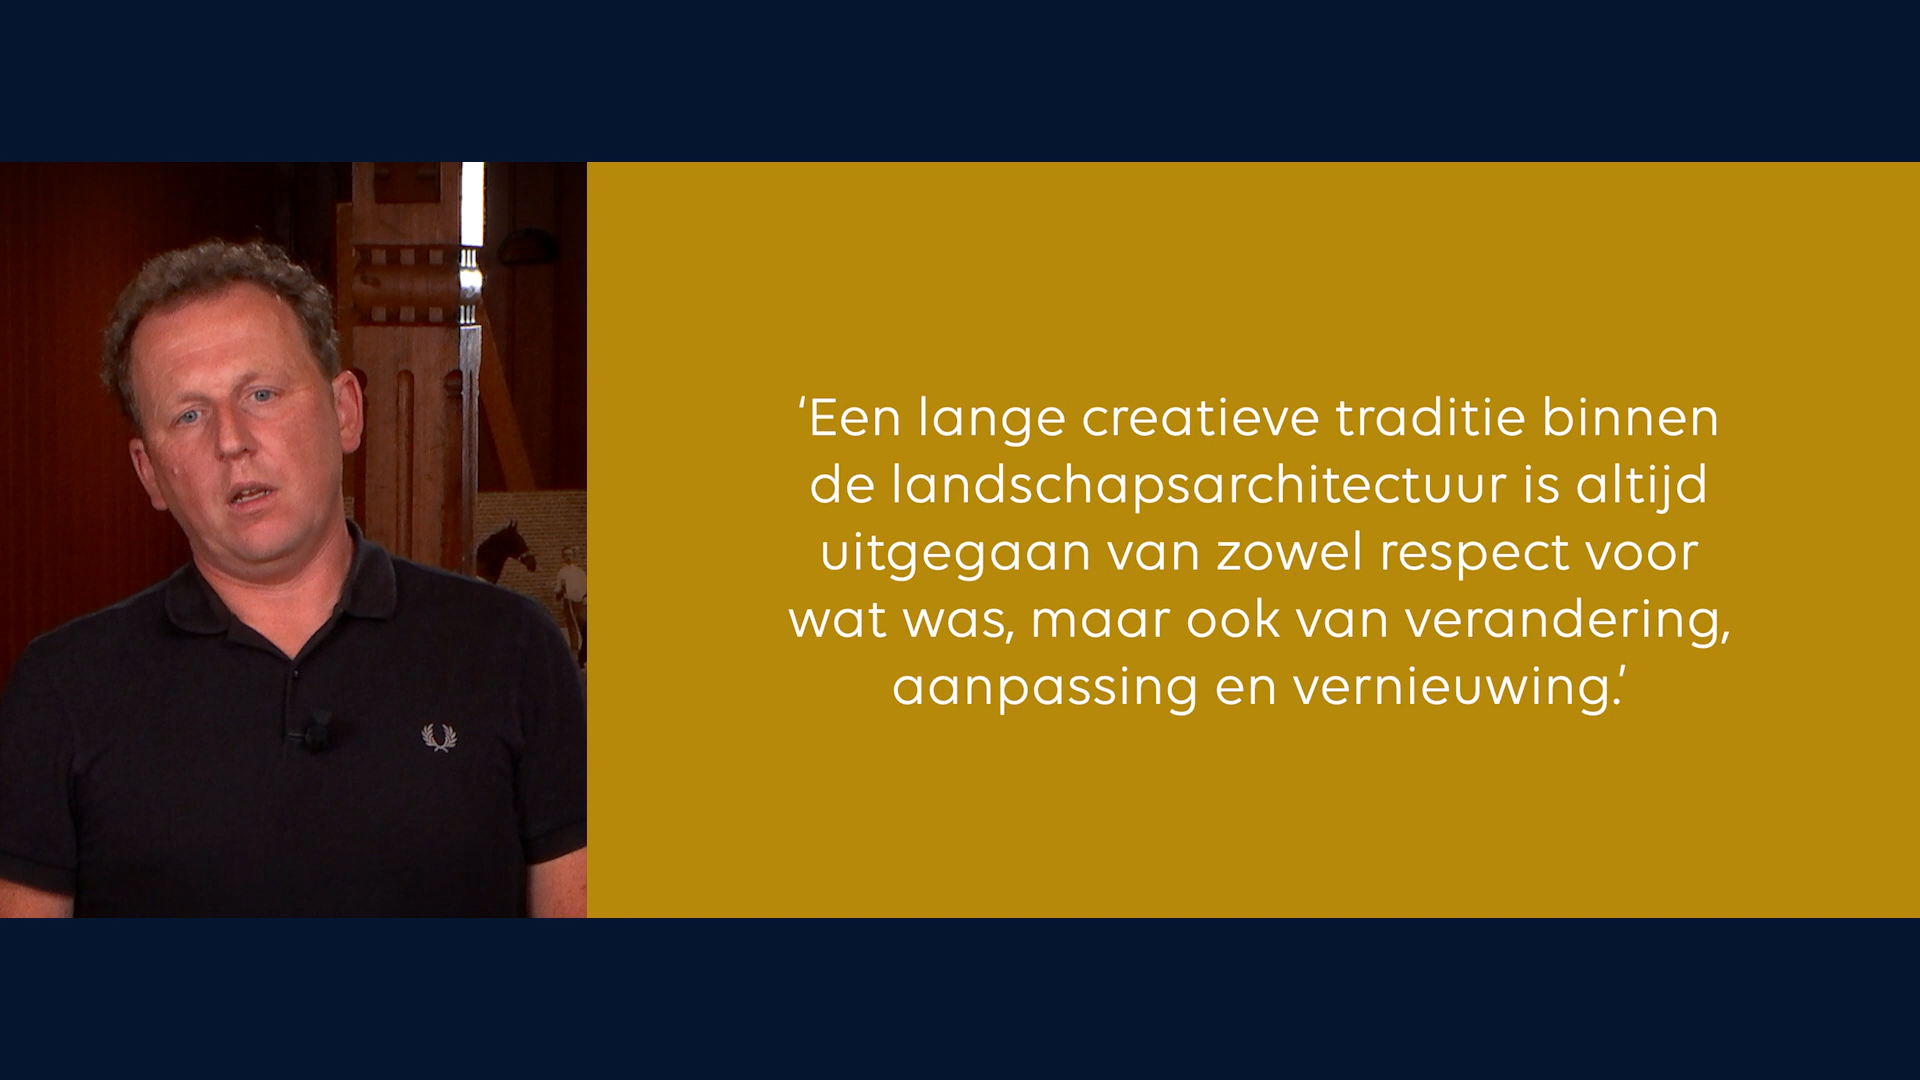 ‘Een lange creatieve traditie binnen
de landschapsarchitectuur is altijd
uitgegaan van zowel respect voor
wat was, maar ook van verandering,
aanpassing en vernieuwing.’